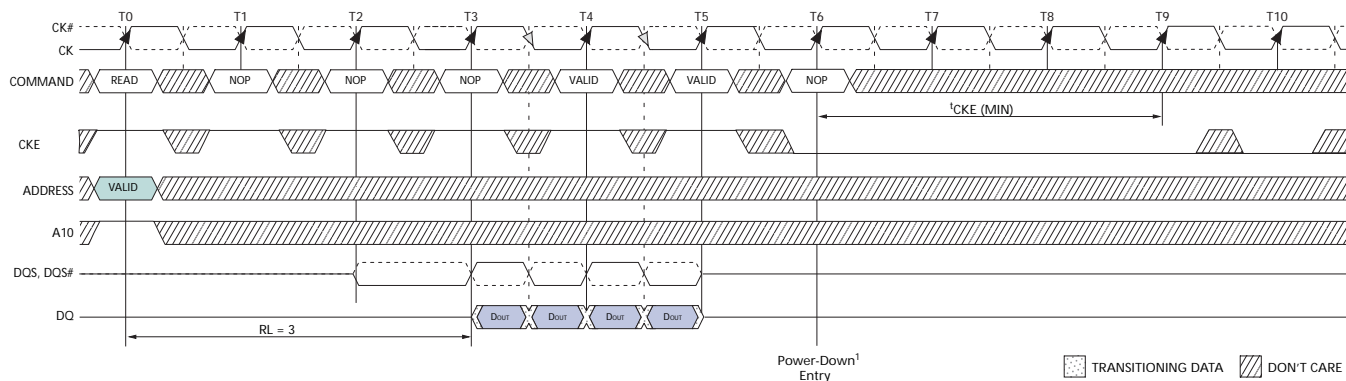 T0 T1 T2 T3 T4 T5 T6 T7 T8 T9 T10
CK#
CK
COMMAND READ NOP NOP NOP VALID VALID NOP
tCKE (MIN)
CKE
ADDRESS VALID
A10
DQS, DQS#
DQ DOUT DOUT DOUT DOUT
RL = 3
Power-Down1
Entry
TRANSITIONING DATA DON'T CARE